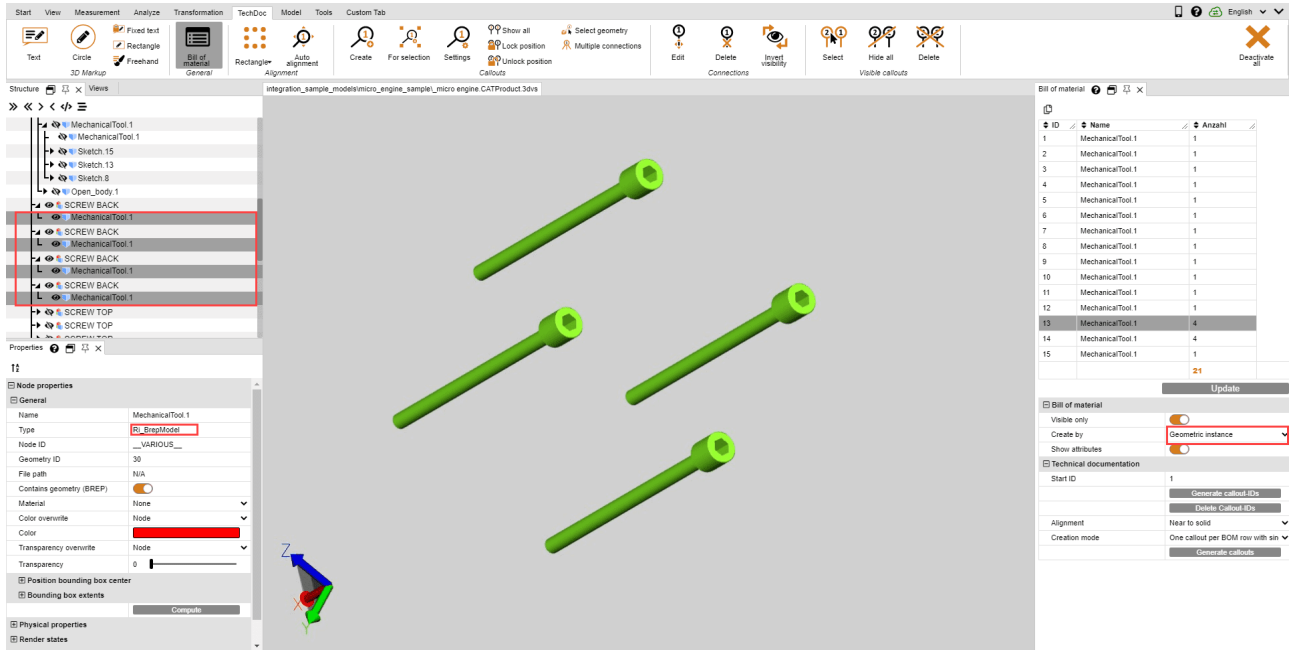 Start View Measurement Analyze Transformation TechDoc Model Tools Custom Tab English
Text Circle Fixed text Rectangle Freehand
3D Markup
Bill of material
General
Rectangle Auto alignment
Alignment
Create For selection Settings Show all Lock position Unlock position Select geometry Multiple connections
Callouts
Edit Delete Invert visibility
Connections
Select Hide all Delete
Visible callouts
Deactivate all
Structure Views
MechanicalTool.1
MechanicalTool.1
Sketch.15
Sketch.13
Sketch.8
Open_body.1
SCREW BACK
MechanicalTool.1
SCREW BACK
MechanicalTool.1
SCREW BACK
MechanicalTool.1
SCREW BACK
MechanicalTool.1
SCREW TOP
SCREW TOP
SCREW TOP
Properties
Node properties
General
Name MechanicalTool.1
Type Ri_BrepModel
Node ID __VARIOUS__
Geometry ID 30
File path N/A
Contains geometry (BREP)
Material None
Color overwrite Node
Color
Transparency overwrite Node
Transparency 0
Position bounding box center
Bounding box extents
Compute
Physical properties
Render states
integration_sample_models\micro_engine_sample\_micro engine.CATProduct.3dvs
Z
X
Y
Bill of material
ID Name Anzahl
1 MechanicalTool.1 1
2 MechanicalTool.1 1
3 MechanicalTool.1 1
4 MechanicalTool.1 1
5 MechanicalTool.1 1
6 MechanicalTool.1 1
7 MechanicalTool.1 1
8 MechanicalTool.1 1
9 MechanicalTool.1 1
10 MechanicalTool.1 1
11 MechanicalTool.1 1
12 MechanicalTool.1 1
13 MechanicalTool.1 4
14 MechanicalTool.1 4
15 MechanicalTool.1 1
21
Update
Bill of material
Visible only
Create by Geometric instance
Show attributes
Technical documentation
Start ID 1
Generate callout-IDs
Delete Callout-IDs
Alignment Near to solid
Creation mode One callout per BOM row with sin
Generate callouts